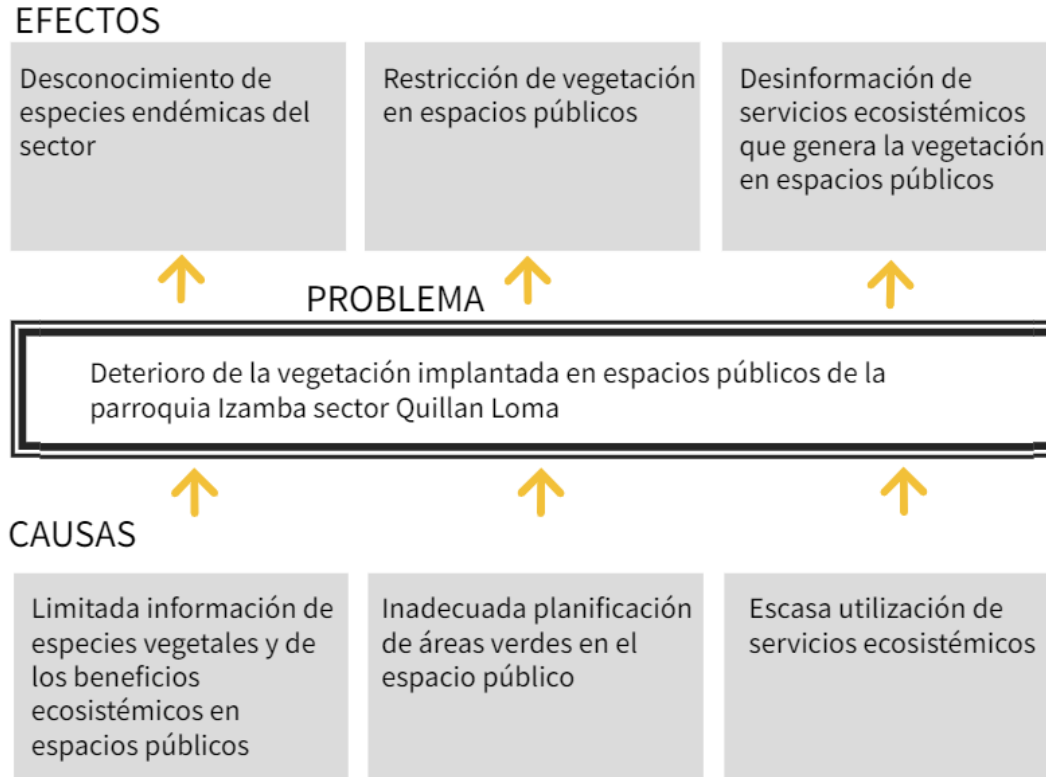 EFECTOS
Desconocimiento de
especies endémicas del
sector
Restricción de vegetación
en espacios públicos
Desinformación de
servicios ecosistémicos
que genera la vegetación
en espacios públicos
PROBLEMA
Deterioro de la vegetación implantada en espacios públicos de la
parroquia Izamba sector Quillan Loma
CAUSAS
Limitada información de
especies vegetales y de
los beneficios
ecosistémicos en
espacios públicos
Inadecuada planificación
de áreas verdes en el
espacio público
Escasa utilización de
servicios ecosistémicos